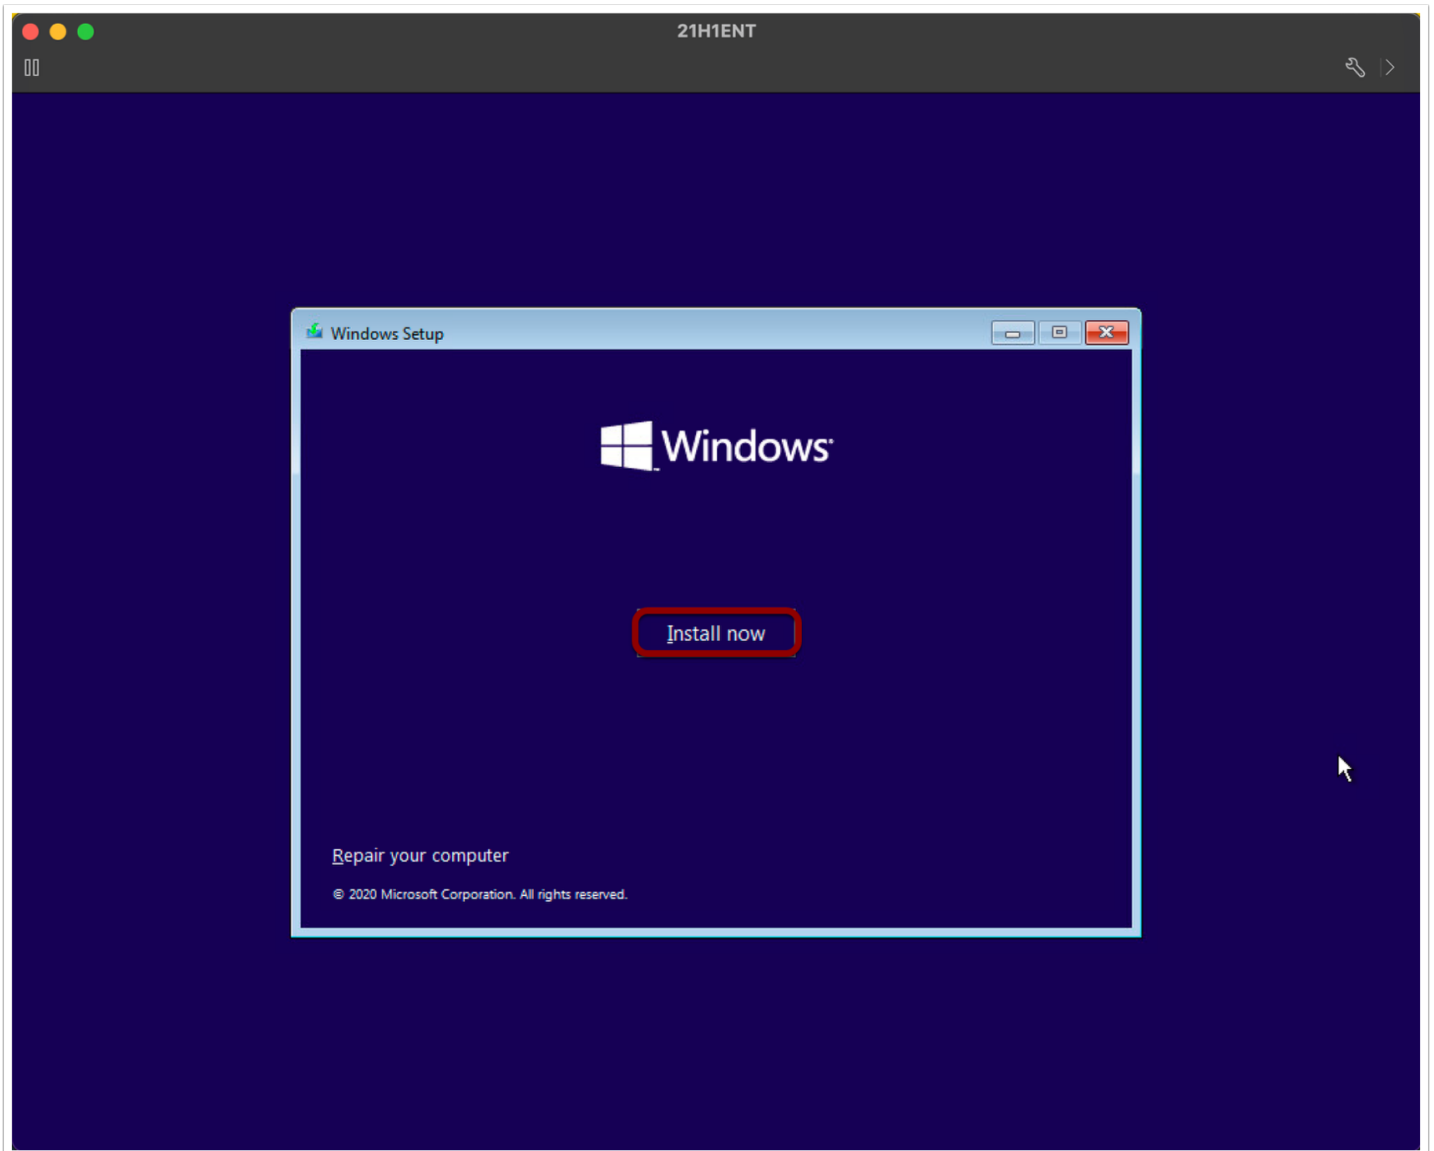 21H1ENT
Windows Setup
Windows
Install now
Repair your computer
© 2020 Microsoft Corporation. All rights reserved.